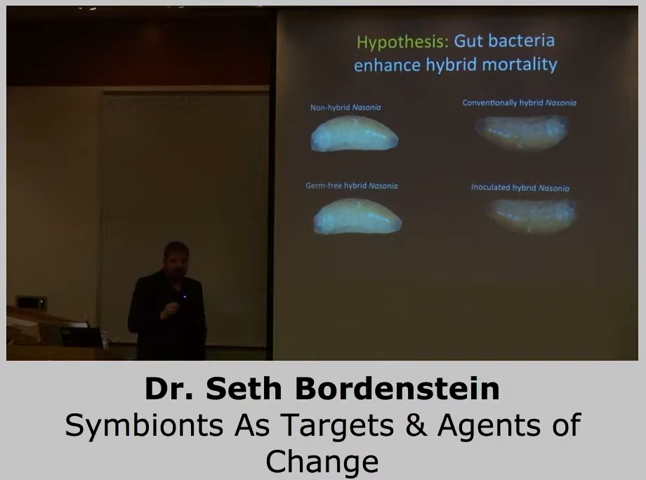 Hypothesis: Gut bacteria
enhance hybrid mortality
Non-hybrid Nasonia
Conventionally hybrid Nasonia
Germ-free hybrid Nasonia
Inoculated hybrid Nasonia
Dr. Seth Bordenstein
Symbionts As Targets & Agents of
Change